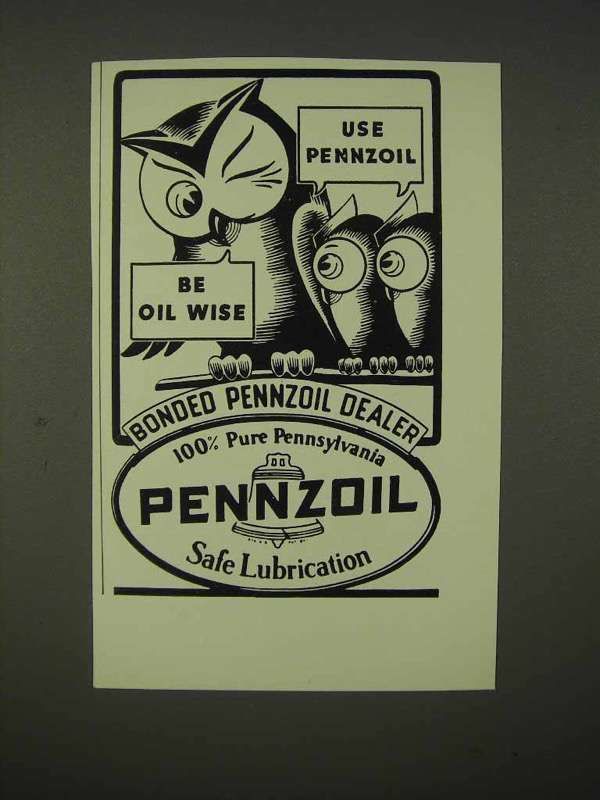 USE
PENNZOIL
BE
OIL WISE
BONDED PENNZOIL DEALER
100% Pure Pennsylvania
PENNZOIL
Safe Lubrication